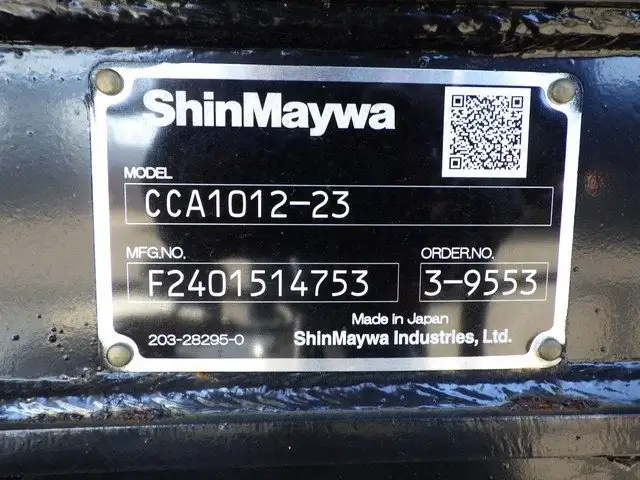 ShinMaywa
MODEL
CCA1012-23
MFG.NO. ORDER.NO.
F2401514753 3-9553
Made in Japan
203-28295-0 ShinMaywa Industries, Ltd.